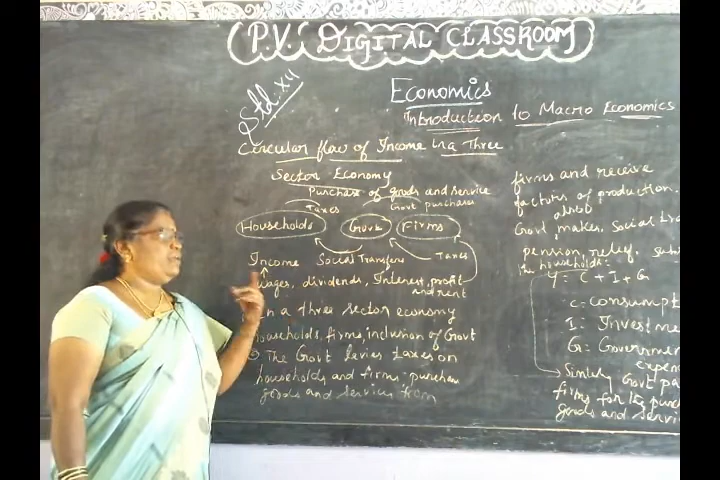 P.V. DIGITAL CLASSROOM
Std: XII
Economics
Introduction to Macro Economics
Circular flow of Income in a Three
Sector Economy
Purchase of goods and service
Taxes Govt purchases
Households Govt. Firms
Income Social Transfers Taxes
wages, dividends, Interest, profit
and rent
In a three sector economy
households, firms, inclusion of Govt
The Govt levies taxes on
households and firms, purchase
goods and services from
firms and receive
factors of production.
also
Govt makes, social
pension, relief,
the households
Y = C + I + G
C = consumpt
I: Investme
G: Governmen
expen
Simlely Govt pa
firms for the purch
goods and servic